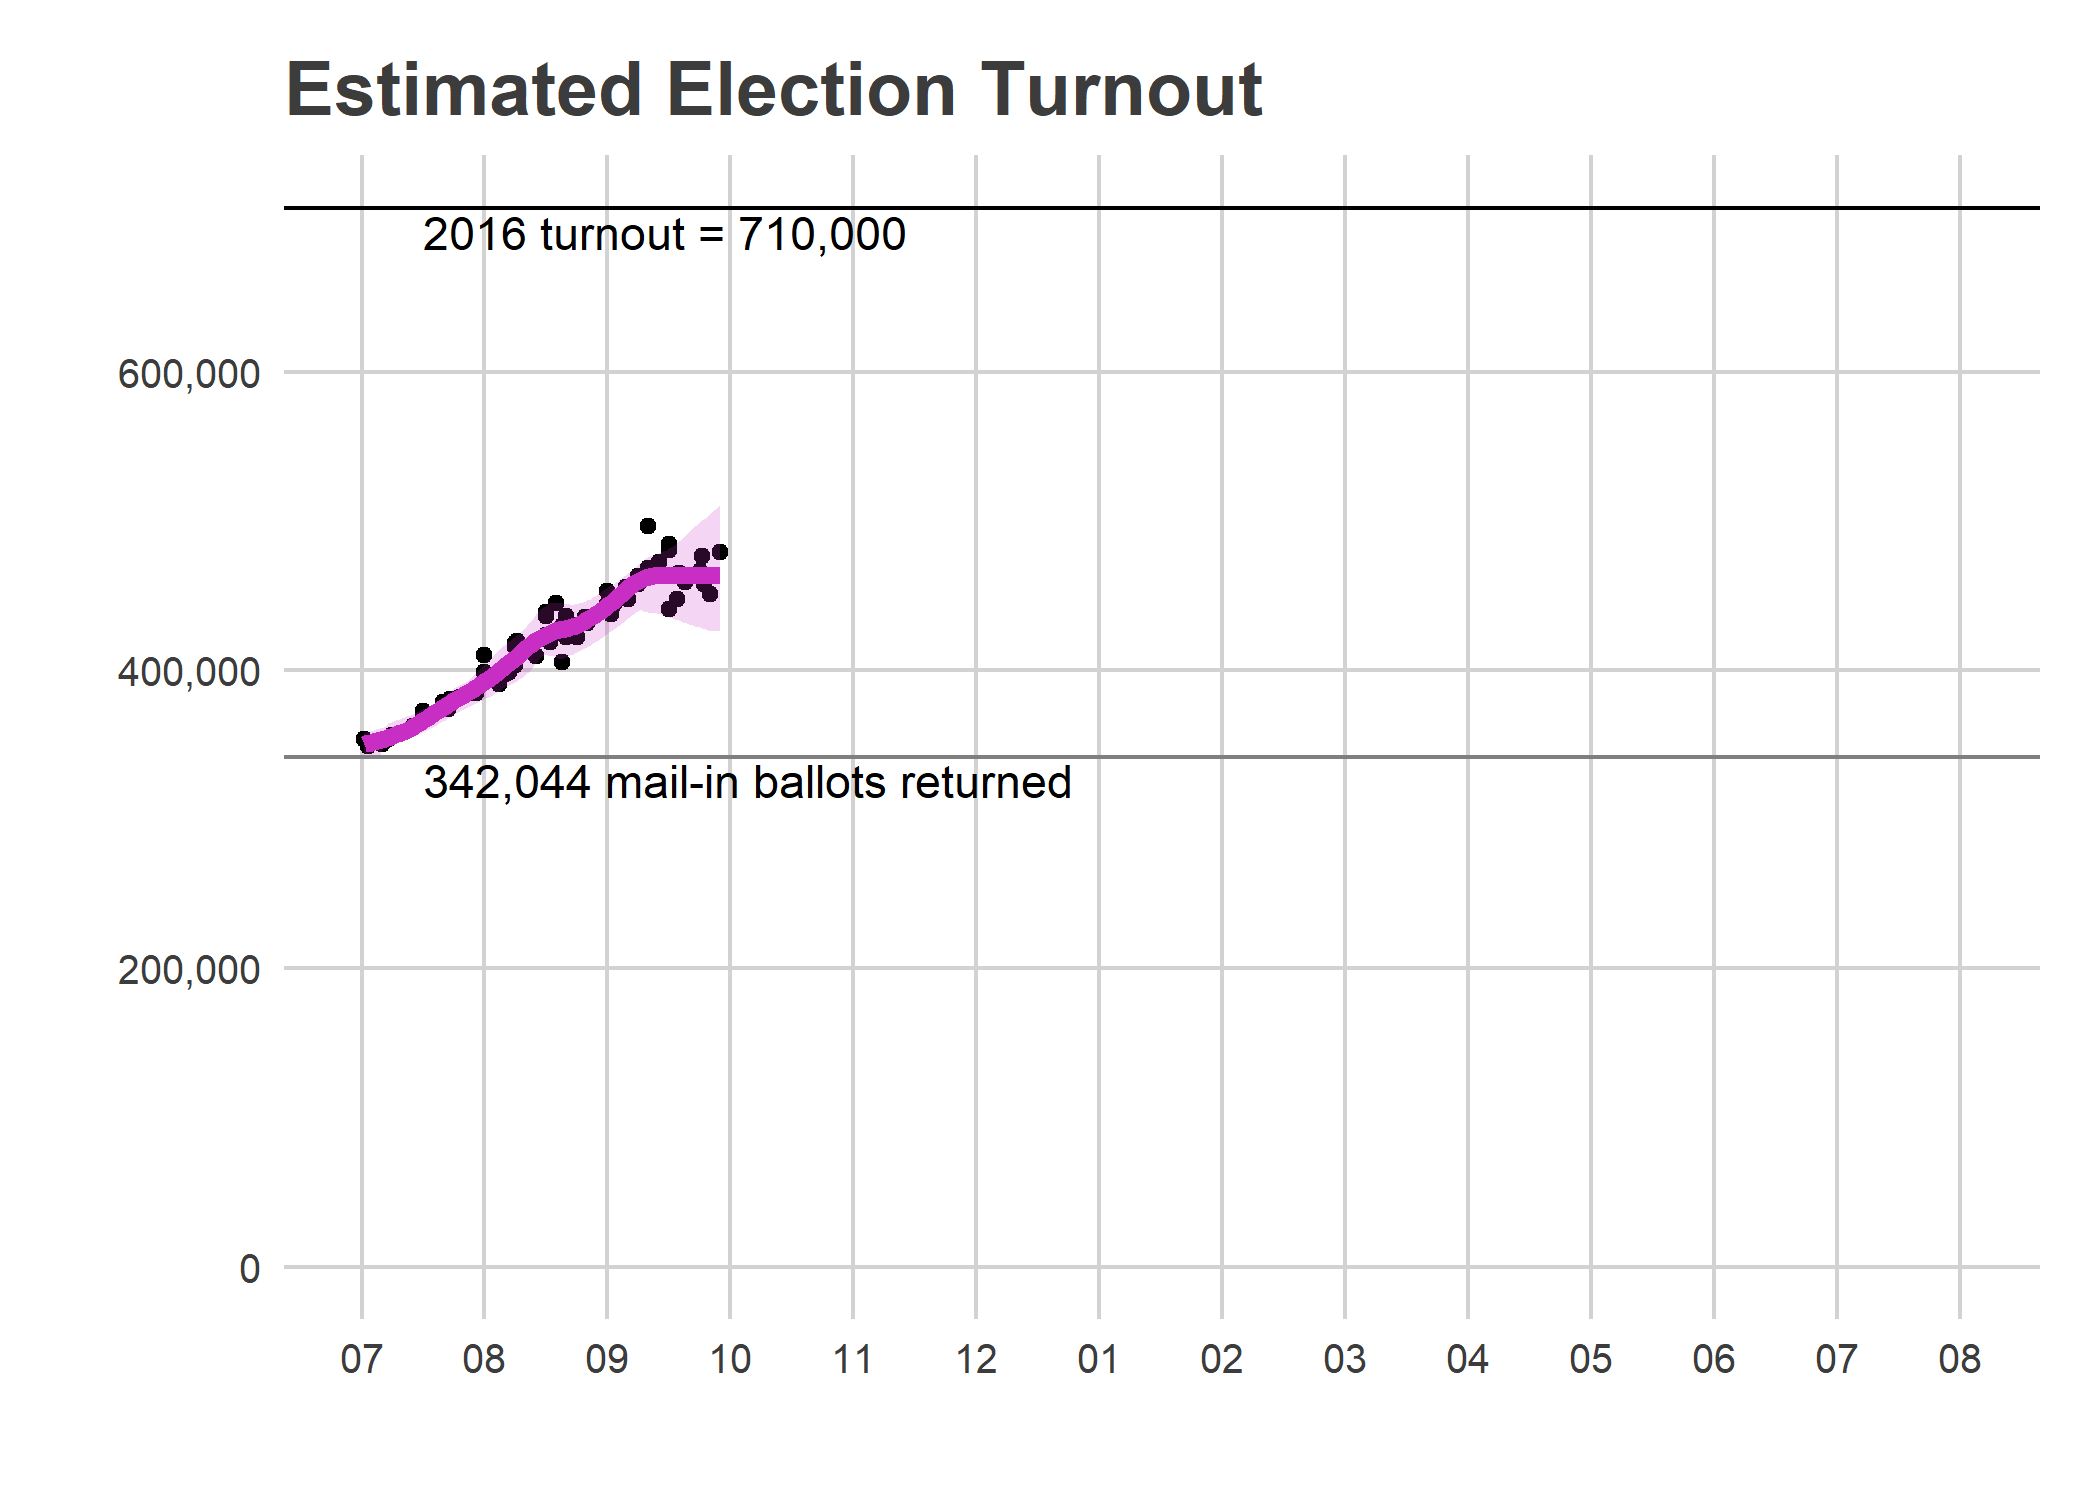 Estimated Election Turnout
2016 turnout = 710,000
600,000
400,000
342,044 mail-in ballots returned
200,000
0
07 08 09 10 11 12 01 02 03 04 05 06 07 08